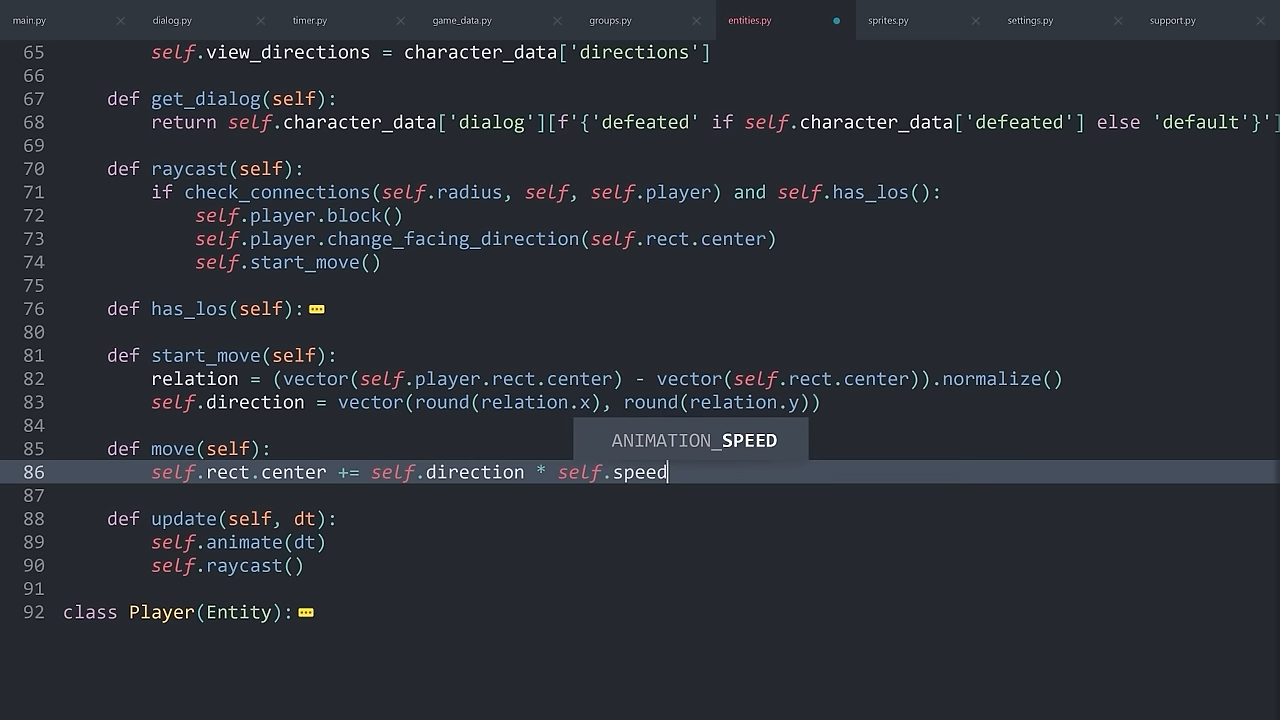 main.py dialog.py timer.py game_data.py groups.py entities.py sprites.py settings.py support.py
65 self.view_directions = character_data['directions']
66
67 def get_dialog(self):
68 return self.character_data['dialog'][f'{'defeated' if self.character_data['defeated'] else 'default'}']
69
70 def raycast(self):
71 if check_connections(self.radius, self, self.player) and self.has_los():
72 self.player.block()
73 self.player.change_facing_direction(self.rect.center)
74 self.start_move()
75
76 def has_los(self):
80
81 def start_move(self):
82 relation = (vector(self.player.rect.center) - vector(self.rect.center)).normalize()
83 self.direction = vector(round(relation.x), round(relation.y))
84
ANIMATION_SPEED
85 def move(self):
86 self.rect.center += self.direction * self.speed
87
88 def update(self, dt):
89 self.animate(dt)
90 self.raycast()
91
92 class Player(Entity):